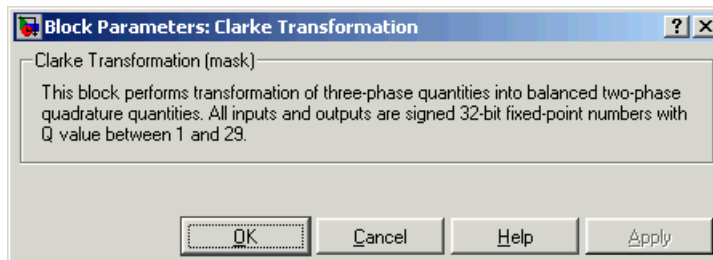 Block Parameters: Clarke Transformation
Clarke Transformation (mask)
This block performs transformation of three-phase quantities into balanced two-phase
quadrature quantities. All inputs and outputs are signed 32-bit fixed-point numbers with
Q value between 1 and 29.
OK Cancel Help Apply